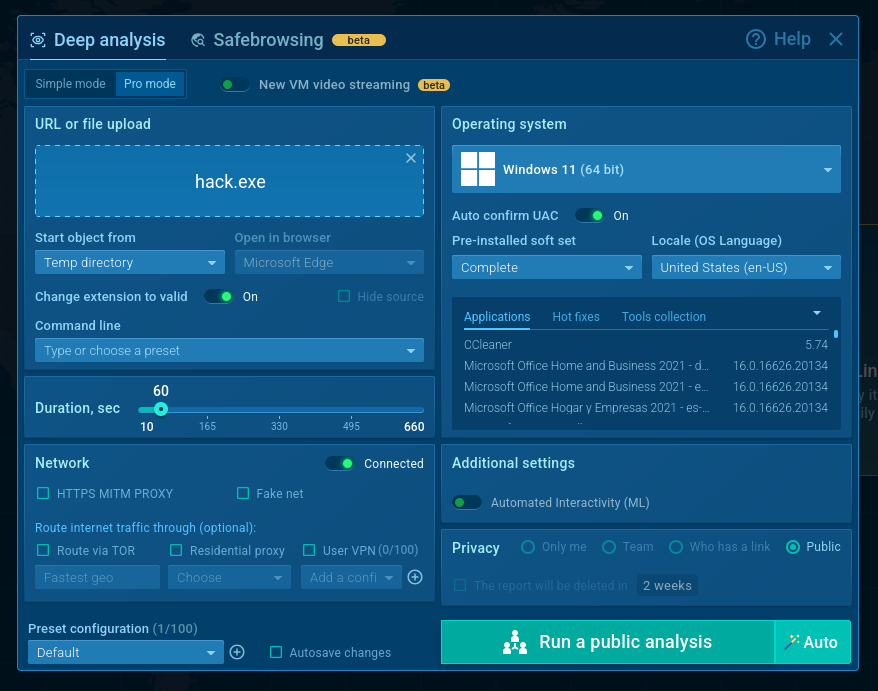 Deep analysis Safebrowsing beta Help
Simple mode Pro mode New VM video streaming beta
URL or file upload
hack.exe
Start object from Open in browser
Temp directory Microsoft Edge
Change extension to valid On Hide source
Command line
Type or choose a preset
60
Duration, sec
10 165 330 495 660
Network Connected
HTTPS MITM PROXY Fake net
Route internet traffic through (optional):
Route via TOR Residential proxy User VPN (0/100)
Fastest geo Choose Add a confi
Preset configuration (1/100)
Default Autosave changes
Operating system
Windows 11 (64 bit)
Auto confirm UAC On
Pre-installed soft set Locale (OS Language)
Complete United States (en-US)
Applications Hot fixes Tools collection
CCleaner 5.74
Microsoft Office Home and Business 2021 - d... 16.0.16626.20134
Microsoft Office Home and Business 2021 - e... 16.0.16626.20134
Microsoft Office Hogar y Empresas 2021 - es-... 16.0.16626.20134
Additional settings
Automated Interactivity (ML)
Privacy Only me Team Who has a link Public
The report will be deleted in 2 weeks
Run a public analysis Auto